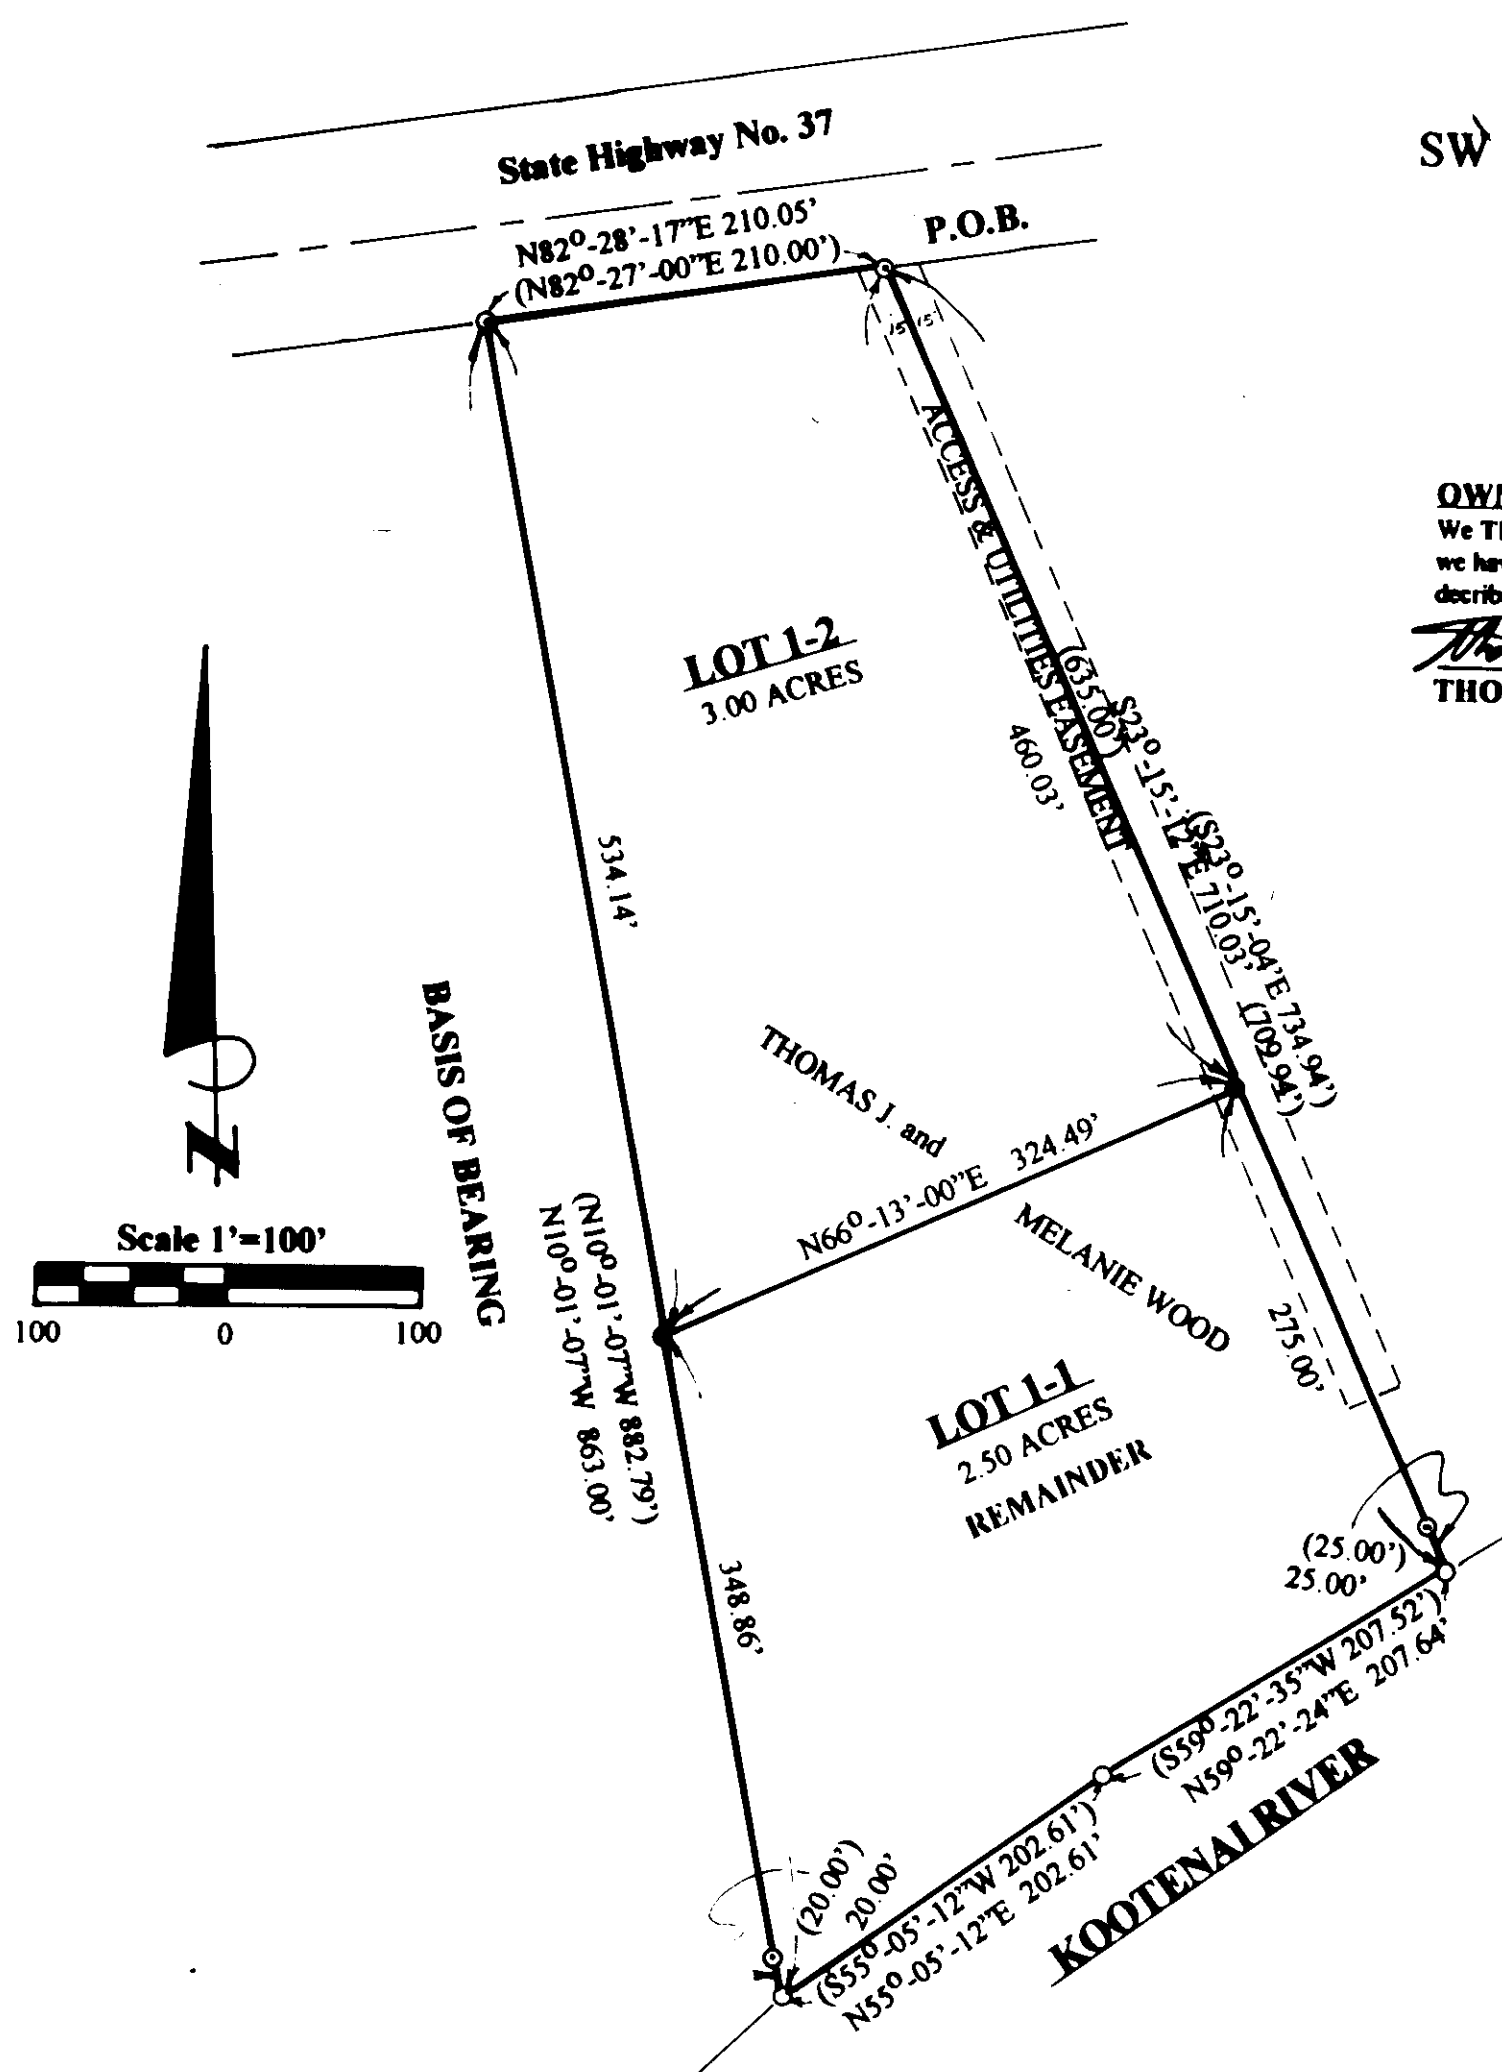 State Highway No. 37
SW
N82°-28'-17"E 210.05'
(N82°-27'-00"E 210.00')
P.O.B.
15' 15'
ACCESS & UTILITIES EASEMENT
(635.00')
460.03'
S23°-15'-12"E 710.03'
(S23°-15'-04'E 734.94')
(709.94')
OWN
We Th
we hav
decrib
THO
LOT 1-2
3.00 ACRES
534.14'
BASIS OF BEARING
(N10°-01'-07"W 882.79')
N10°-01'-07"W 863.00'
THOMAS J. and
MELANIE WOOD
N66°-13'-00"E 324.49'
N
Scale 1'=100'
100 0 100
LOT 1-1
2.50 ACRES
REMAINDER
275.00'
348.86'
(25.00')
25.00'
(S59°-22'-35"W 207.52')
N59°-22'-24"E 207.64'
(20.00')
20.00'
(S55°-05'-12"W 202.61')
N55°-05'-12"E 202.61'
KOOTENAI RIVER